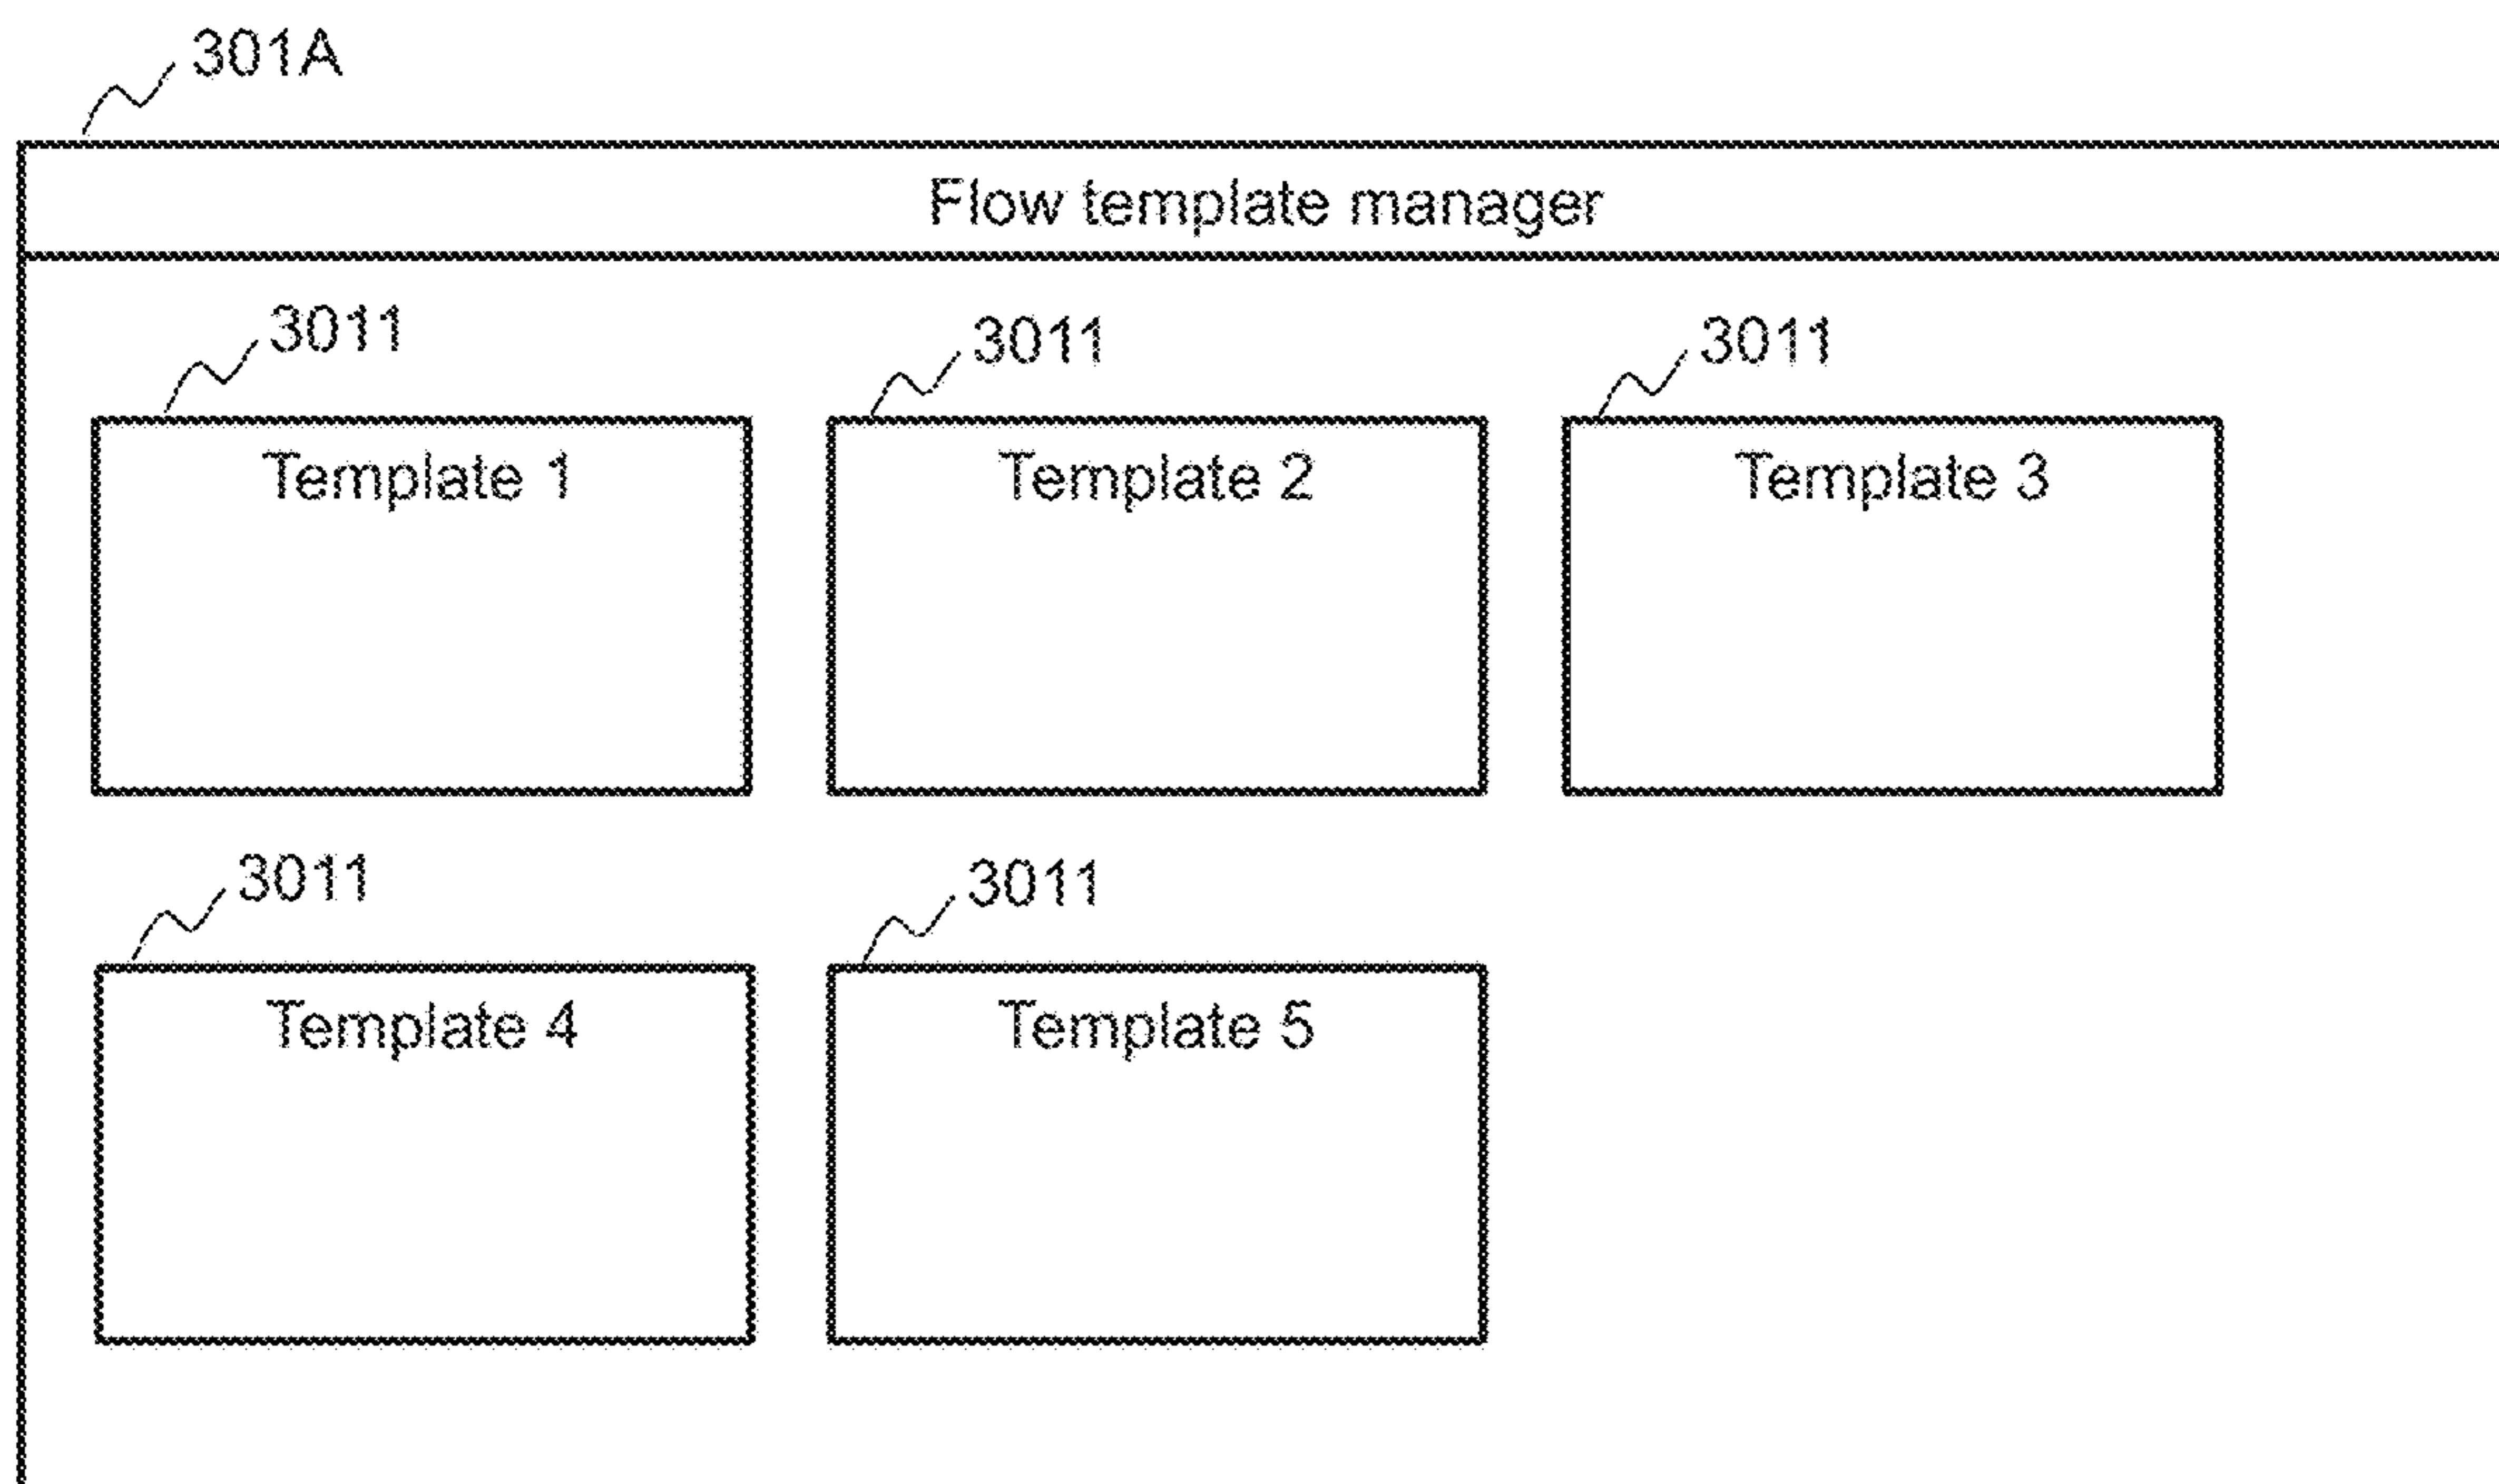 301A
Flow template manager
3011
3011
3011
Template 1
Template 2
Template 3
3011
3011
Template 4
Template 5